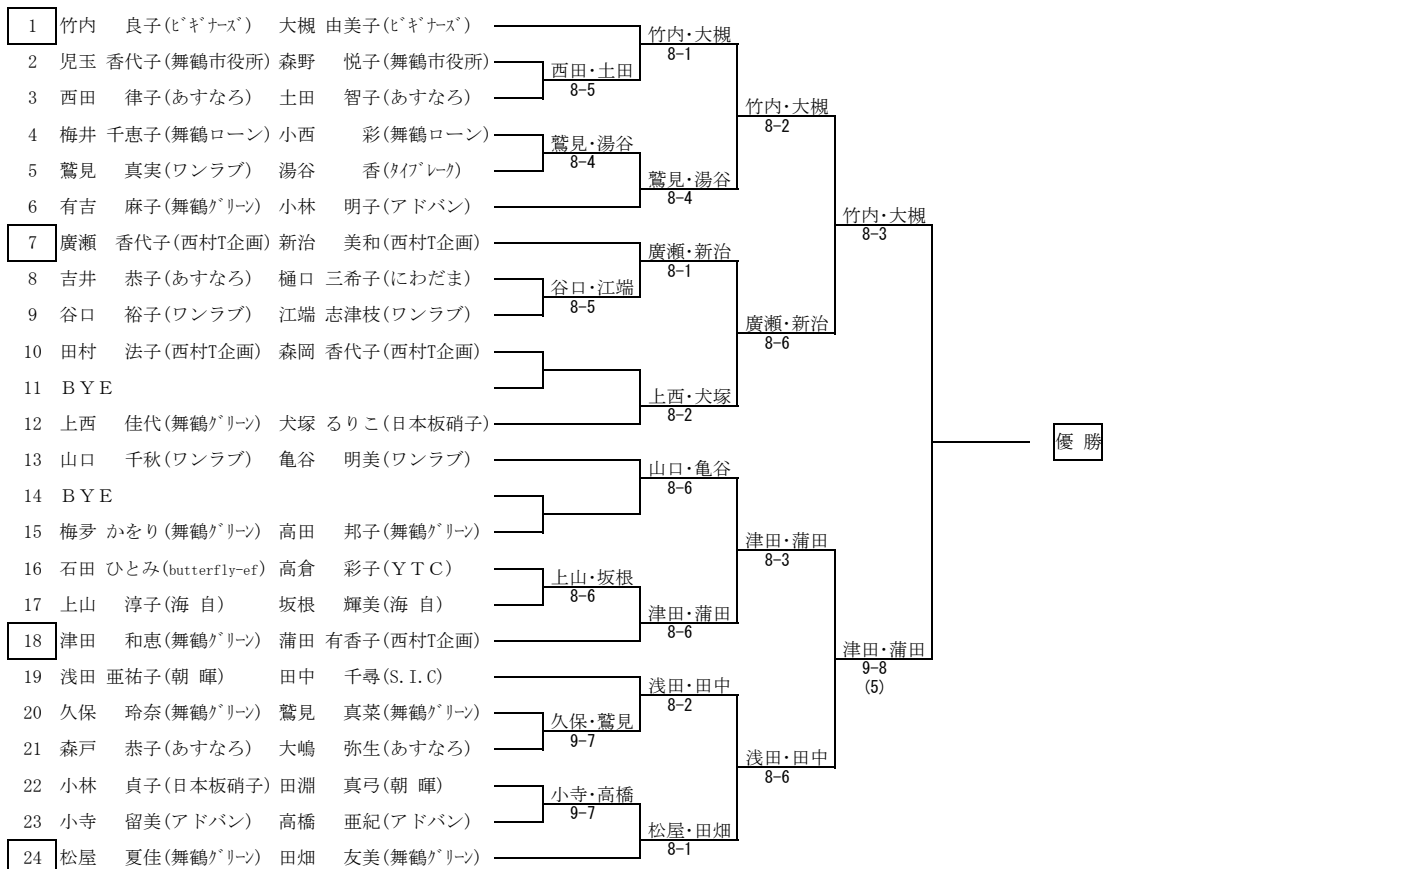 1 竹内 良子(ﾋﾞｷﾞﾅｰｽﾞ) 大槻 由美子(ﾋﾞｷﾞﾅｰｽﾞ)
竹内・大槻
8-1
2 児玉 香代子(舞鶴市役所) 森野 悦子(舞鶴市役所)
西田・土田
8-5
3 西田 律子(あすなろ) 土田 智子(あすなろ)
竹内・大槻
8-2
4 梅井 千恵子(舞鶴ローン) 小西 彩(舞鶴ローン)
鷲見・湯谷
8-4
5 鷲見 真実(ワンラブ) 湯谷 香(ﾀｲﾌﾞﾚｰｸ)
鷲見・湯谷
8-4
6 有吉 麻子(舞鶴ｸﾞﾘｰﾝ) 小林 明子(アドバン)
竹内・大槻
8-3
7 廣瀬 香代子(西村T企画) 新治 美和(西村T企画)
廣瀬・新治
8-1
8 吉井 恭子(あすなろ) 樋口 三希子(にわだま)
谷口・江端
8-5
9 谷口 裕子(ワンラブ) 江端 志津枝(ワンラブ)
廣瀬・新治
8-6
10 田村 法子(西村T企画) 森岡 香代子(西村T企画)
11 ＢＹＥ
上西・犬塚
8-2
12 上西 佳代(舞鶴ｸﾞﾘｰﾝ) 犬塚 るりこ(日本板硝子)
優 勝
13 山口 千秋(ワンラブ) 亀谷 明美(ワンラブ)
山口・亀谷
8-6
14 ＢＹＥ
15 梅夛 かをり(舞鶴ｸﾞﾘｰﾝ) 高田 邦子(舞鶴ｸﾞﾘｰﾝ)
津田・蒲田
8-3
16 石田 ひとみ(butterfly-ef) 高倉 彩子(ＹＴＣ)
上山・坂根
8-6
17 上山 淳子(海 自) 坂根 輝美(海 自)
津田・蒲田
8-6
18 津田 和恵(舞鶴ｸﾞﾘｰﾝ) 蒲田 有香子(西村T企画)
津田・蒲田
9-8
(5)
19 浅田 亜祐子(朝 暉) 田中 千尋(S.I.C)
浅田・田中
8-2
20 久保 玲奈(舞鶴ｸﾞﾘｰﾝ) 鷲見 真菜(舞鶴ｸﾞﾘｰﾝ)
久保・鷲見
9-7
21 森戸 恭子(あすなろ) 大嶋 弥生(あすなろ)
浅田・田中
8-6
22 小林 貞子(日本板硝子) 田淵 真弓(朝 暉)
小寺・高橋
9-7
23 小寺 留美(アドバン) 高橋 亜紀(アドバン)
松屋・田畑
8-1
24 松屋 夏佳(舞鶴ｸﾞﾘｰﾝ) 田畑 友美(舞鶴ｸﾞﾘｰﾝ)